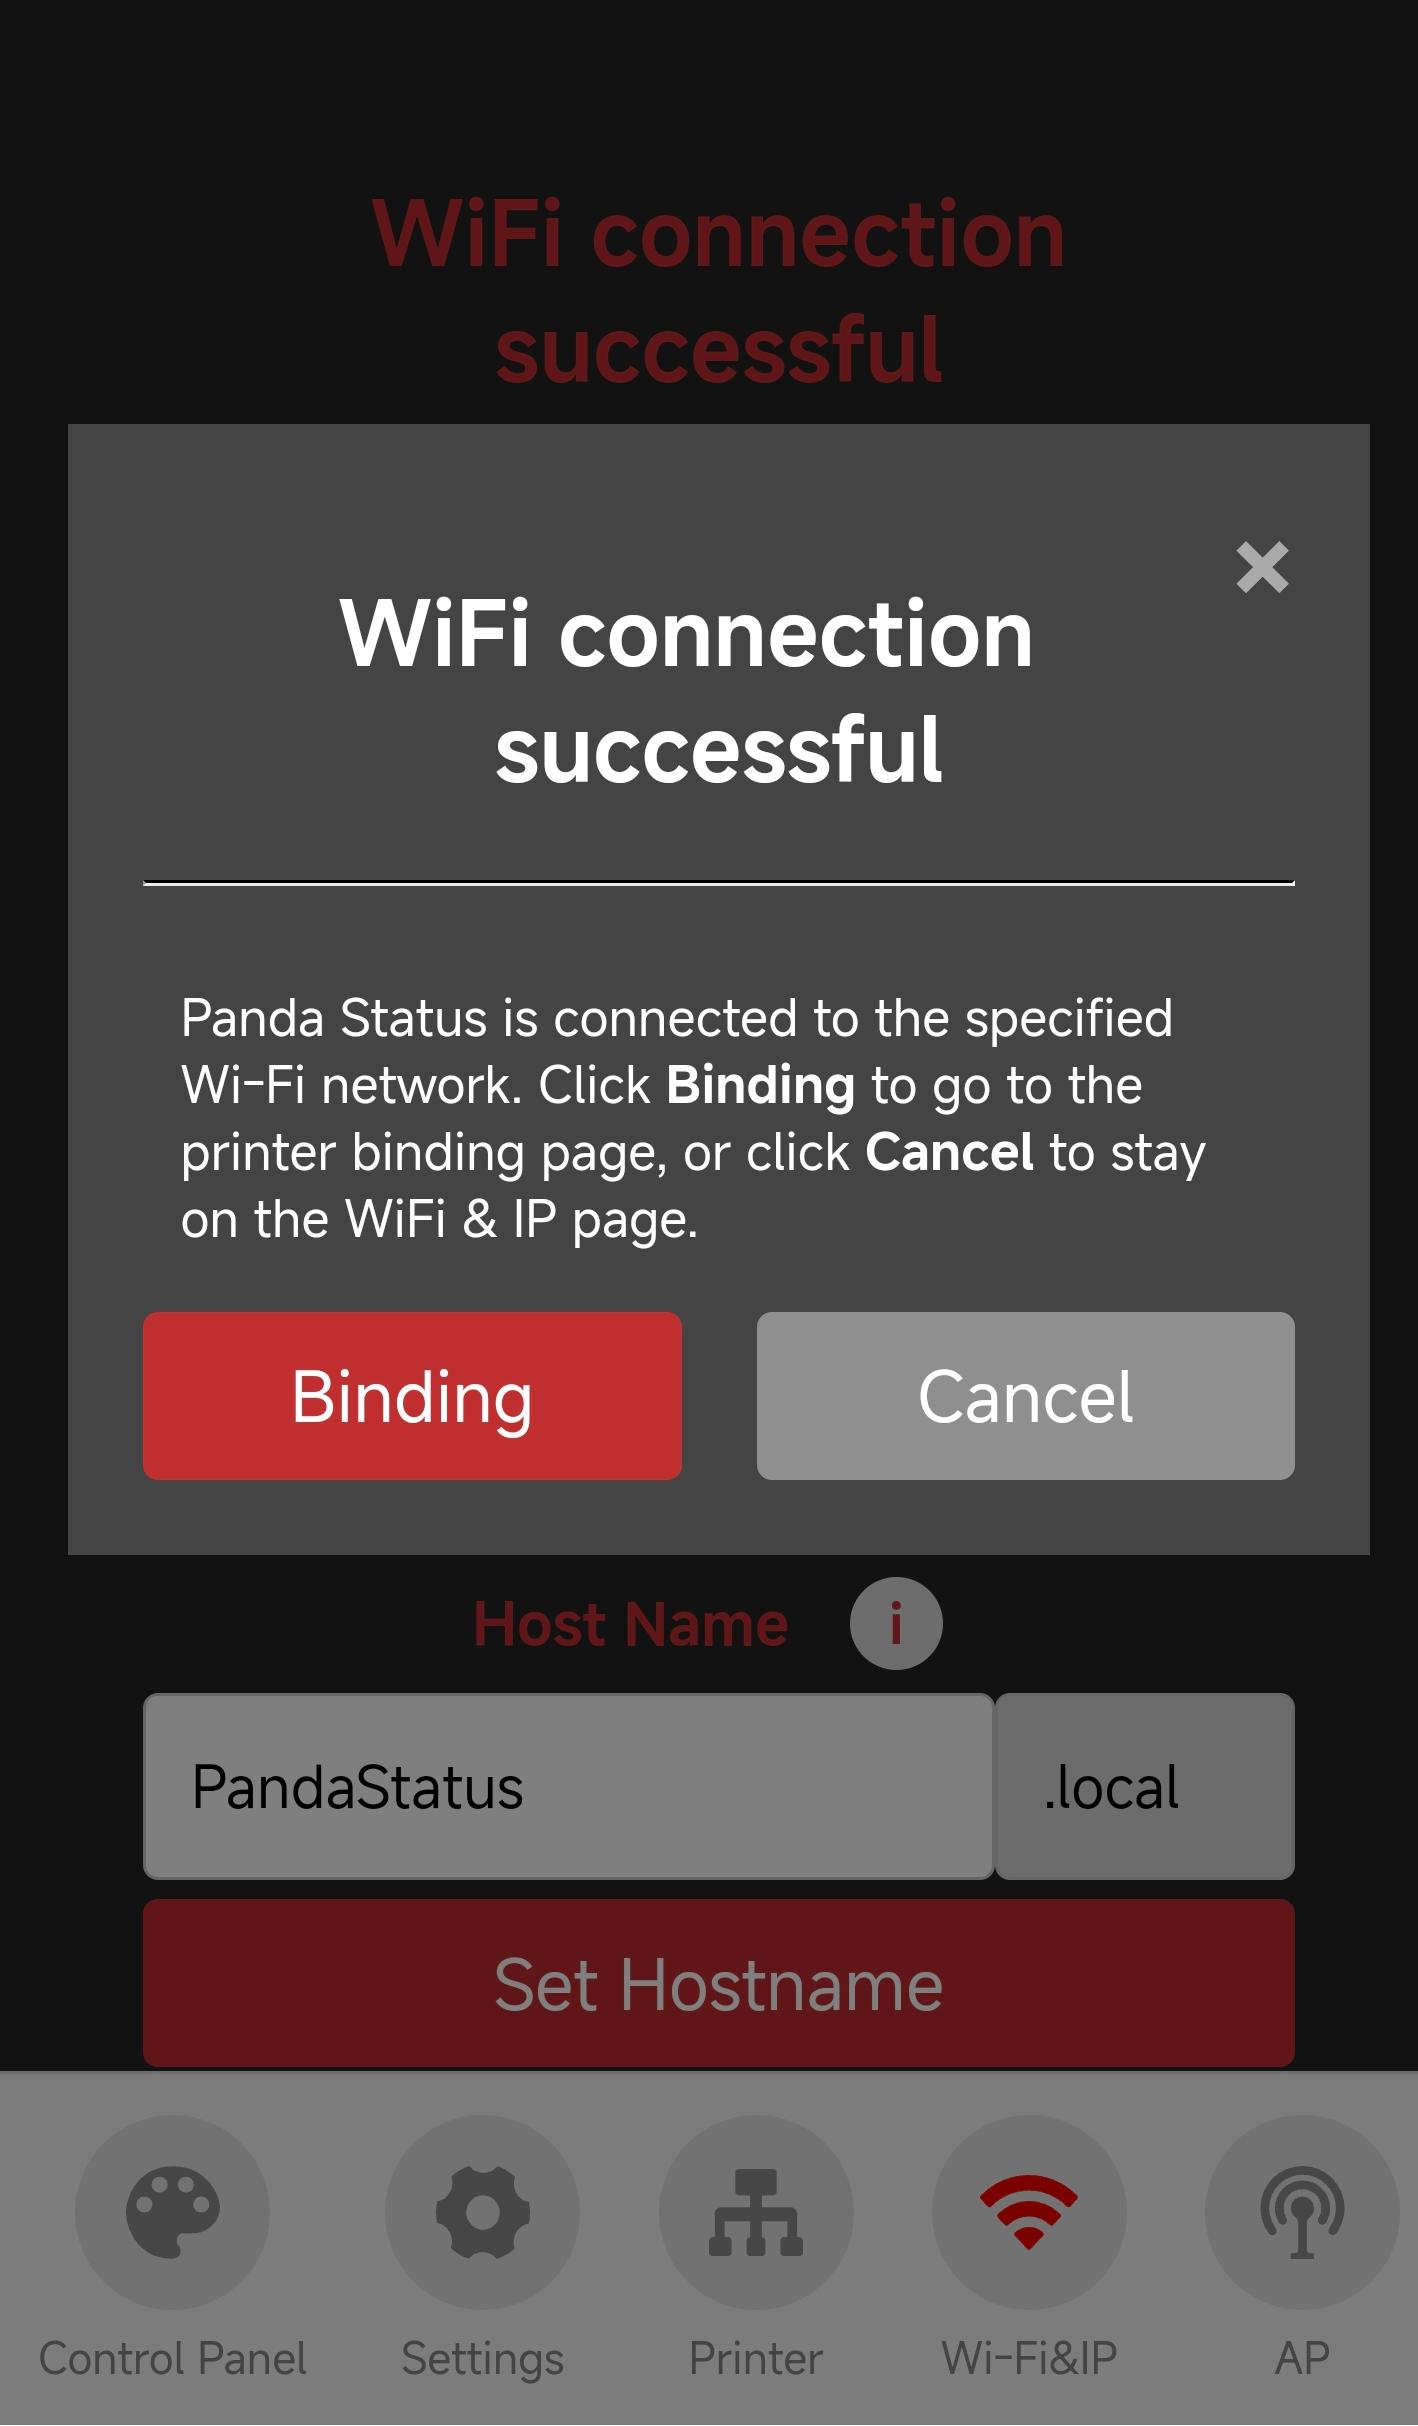 WiFi connection
successful
WiFi connection
successful
Panda Status is connected to the specified
Wi-Fi network. Click Binding to go to the
printer binding page, or click Cancel to stay
on the WiFi & IP page.
Binding
Cancel
Host Name
i
PandaStatus
.local
Set Hostname
Control Panel
Settings
Printer
Wi-Fi&IP
AP